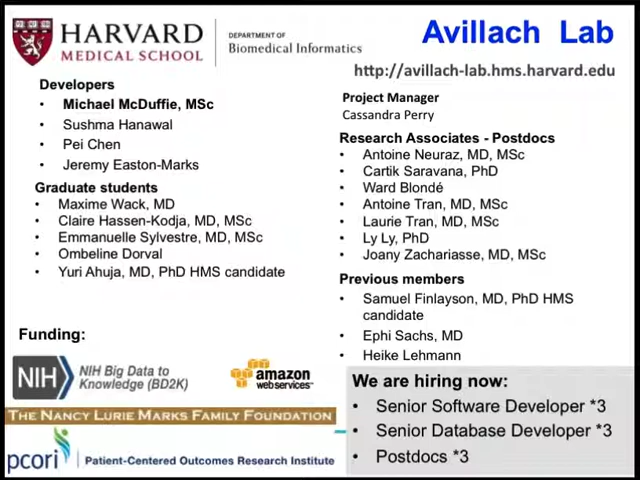 HARVARD
MEDICAL SCHOOL
DEPARTMENT OF
Biomedical Informatics
Avillach Lab
http://avillach-lab.hms.harvard.edu
Developers
• Michael McDuffie, MSc
• Sushma Hanawal
• Pei Chen
• Jeremy Easton-Marks
Graduate students
• Maxime Wack, MD
• Claire Hassen-Kodja, MD, MSc
• Emmanuelle Sylvestre, MD, MSc
• Ombeline Dorval
• Yuri Ahuja, MD, PhD HMS candidate
Project Manager
Cassandra Perry
Research Associates - Postdocs
• Antoine Neuraz, MD, MSc
• Cartik Saravana, PhD
• Ward Blondé
• Antoine Tran, MD, MSc
• Laurie Tran, MD, MSc
• Ly Ly, PhD
• Joany Zachariasse, MD, MSc
Previous members
• Samuel Finlayson, MD, PhD HMS
candidate
• Ephi Sachs, MD
• Heike Lehmann
Funding:
NIH
NIH Big Data to
Knowledge (BD2K)
amazon
webservices™
THE NANCY LURIE MARKS FAMILY FOUNDATION
pcori
Patient-Centered Outcomes Research Institute
We are hiring now:
• Senior Software Developer *3
• Senior Database Developer *3
• Postdocs *3